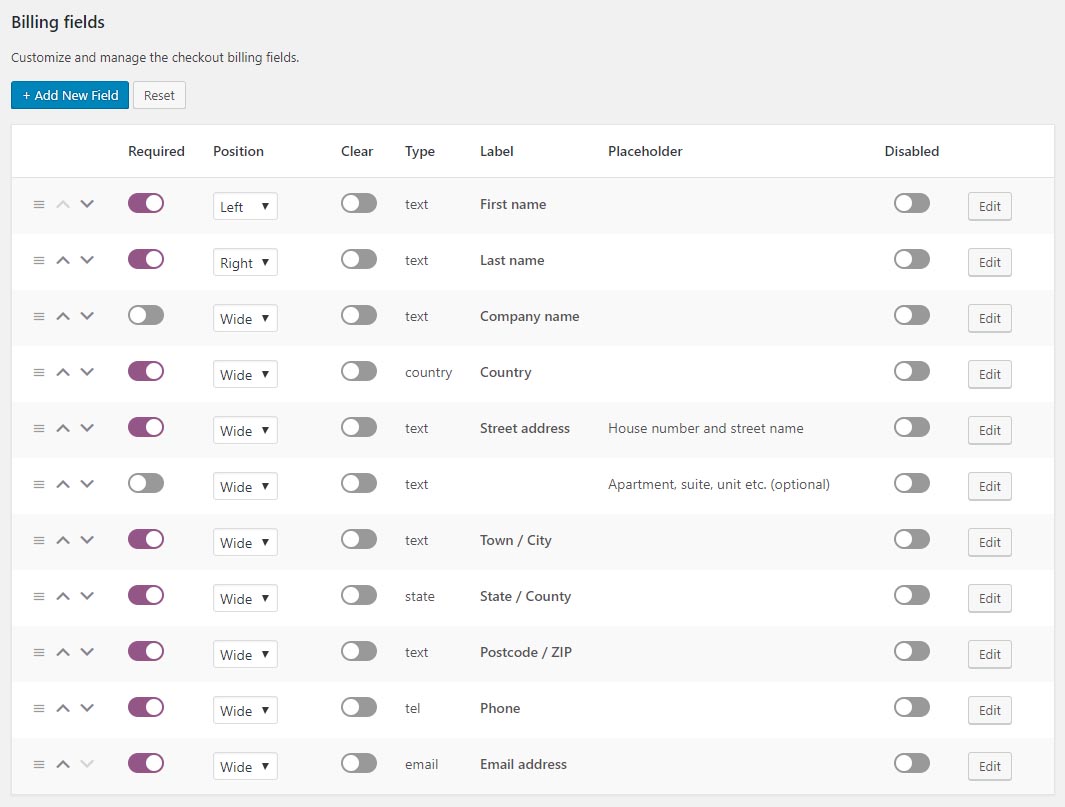 Billing fields
Customize and manage the checkout billing fields.
+ Add New Field Reset
Required Position Clear Type Label Placeholder Disabled
Left text First name Edit
Right text Last name Edit
Wide text Company name Edit
Wide country Country Edit
Wide text Street address House number and street name Edit
Wide text Apartment, suite, unit etc. (optional) Edit
Wide text Town / City Edit
Wide state State / County Edit
Wide text Postcode / ZIP Edit
Wide tel Phone Edit
Wide email Email address Edit